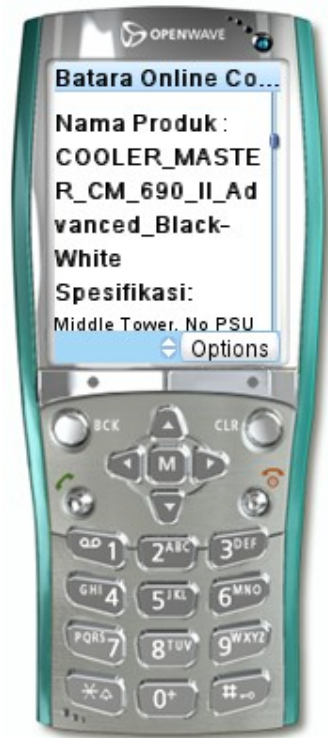 OPENWAVE
Batara Online Co...
Nama Produk :
COOLER_MASTE
R_CM_690_II_Ad
vanced_Black-
White
Spesifikasi:
Middle Tower, No PSU
Options
BCK
CLR
M
1
2ABC
3DEF
GHI4
5JKL
6MNO
PQRS7
8TUV
9WXYZ
0+
#